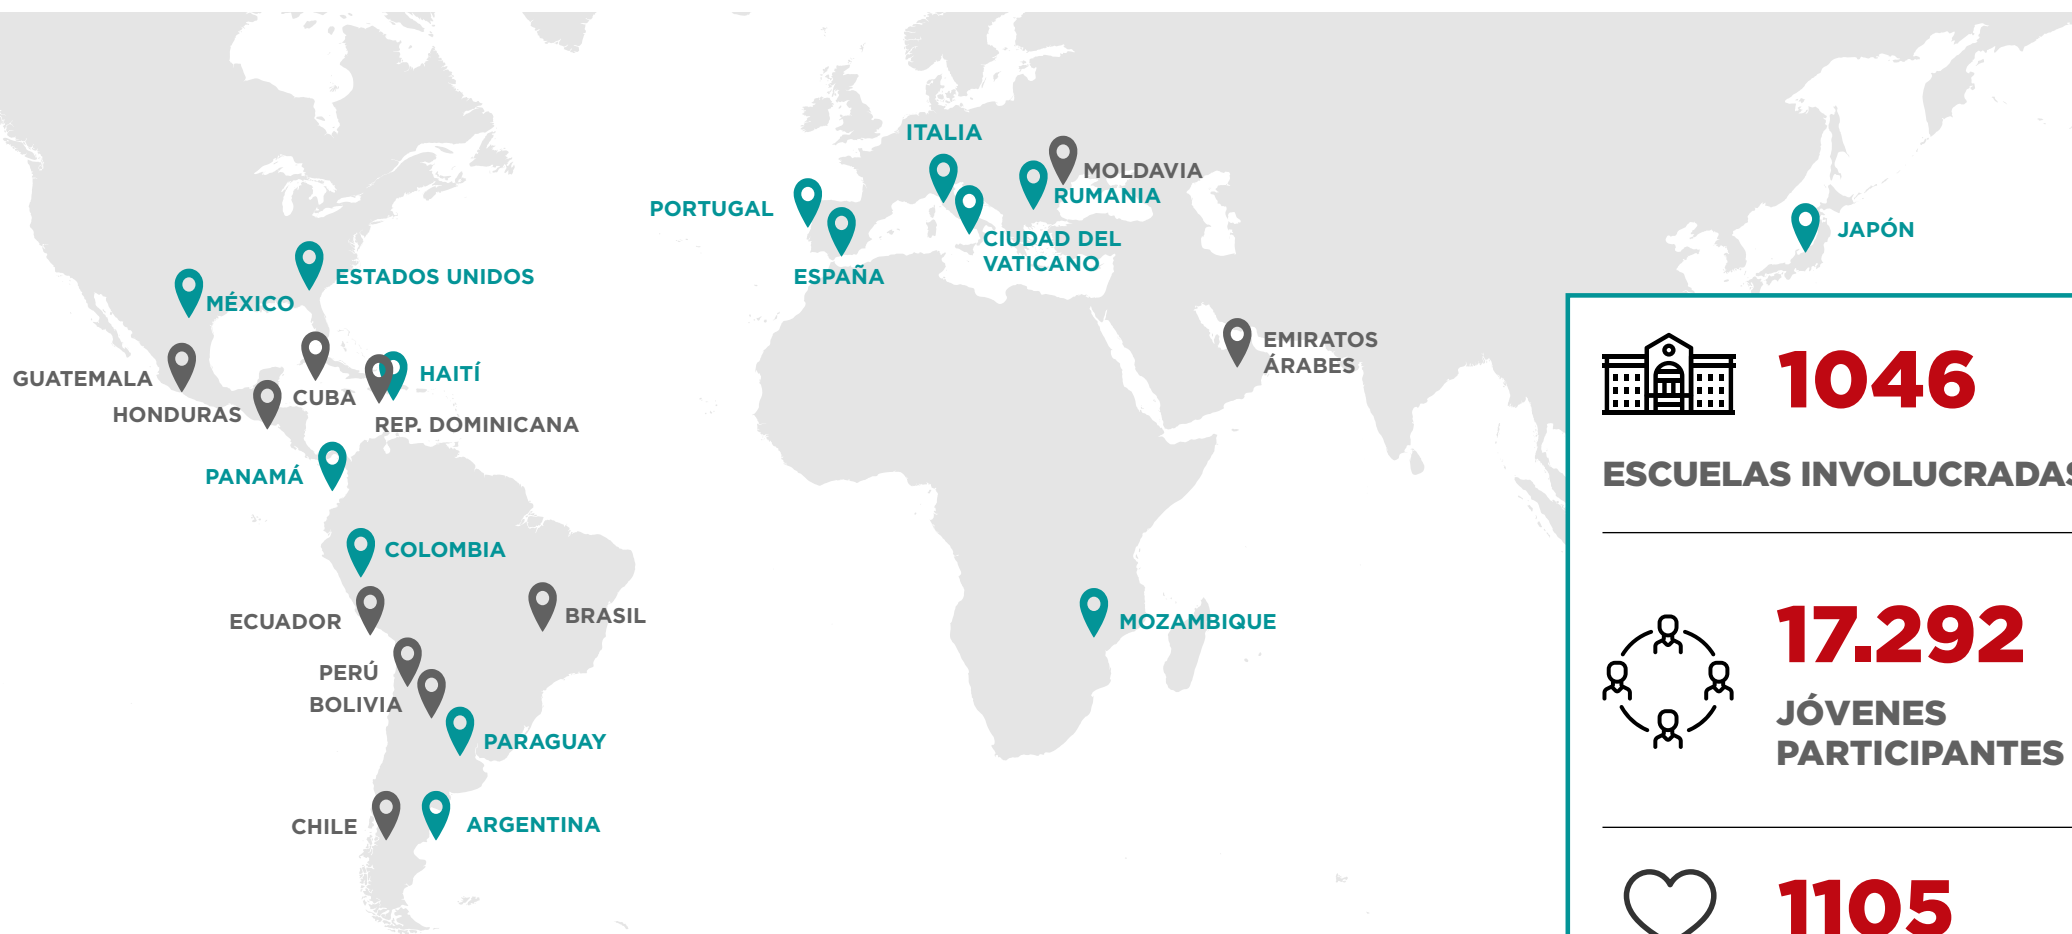 ITALIA
MOLDAVIA
RUMANIA
PORTUGAL
CIUDAD DEL
VATICANO
ESPAÑA
JAPÓN
ESTADOS UNIDOS
MÉXICO
EMIRATOS
ÁRABES
GUATEMALA
HONDURAS
CUBA
HAITÍ
REP. DOMINICANA
PANAMÁ
COLOMBIA
ECUADOR
BRASIL
MOZAMBIQUE
PERÚ
BOLIVIA
PARAGUAY
CHILE
ARGENTINA
1046
ESCUELAS INVOLUCRADAS
17.292
JÓVENES
PARTICIPANTES
1105